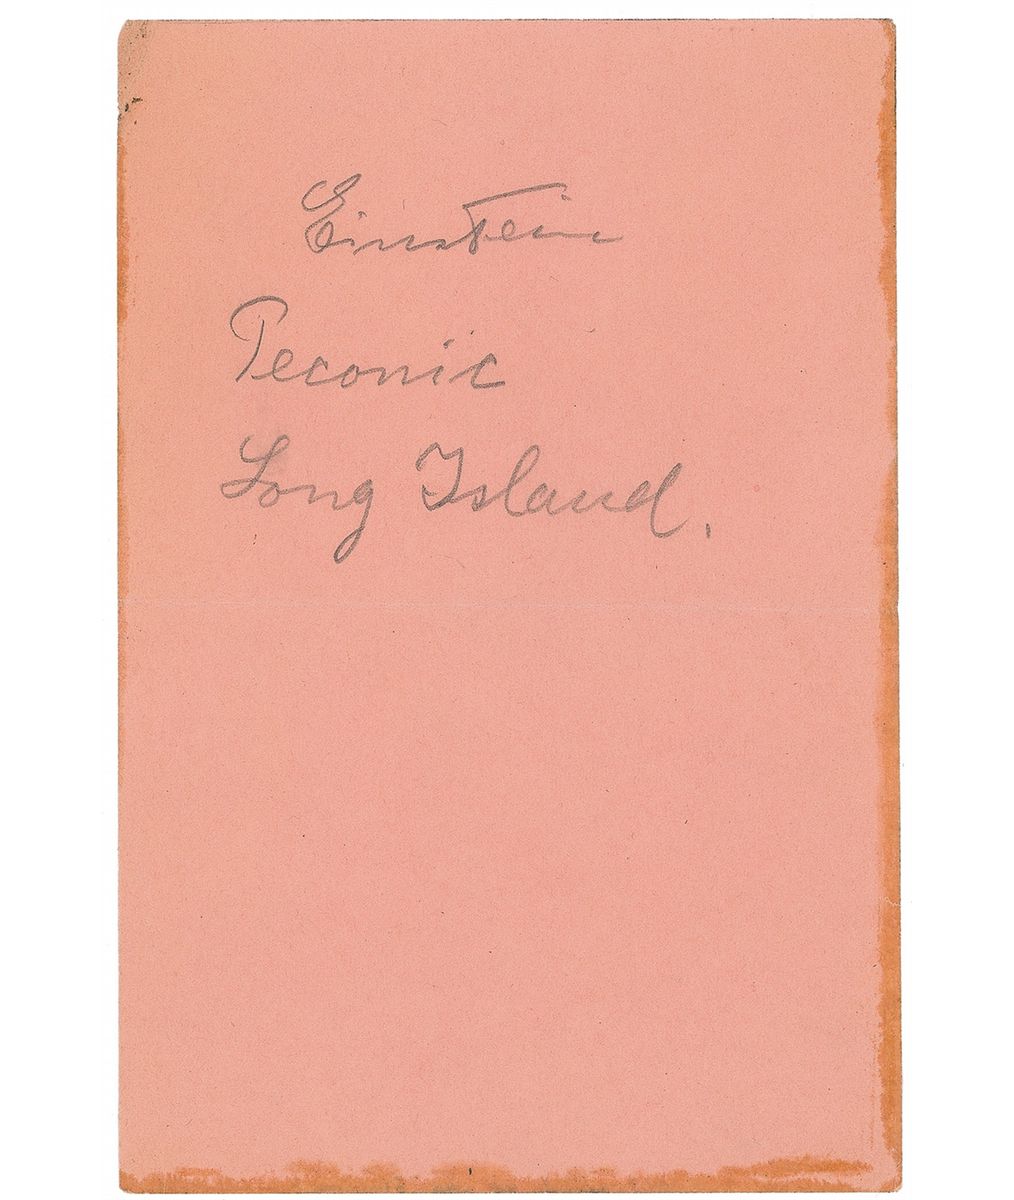 Einstein
Peconic
Long Island.